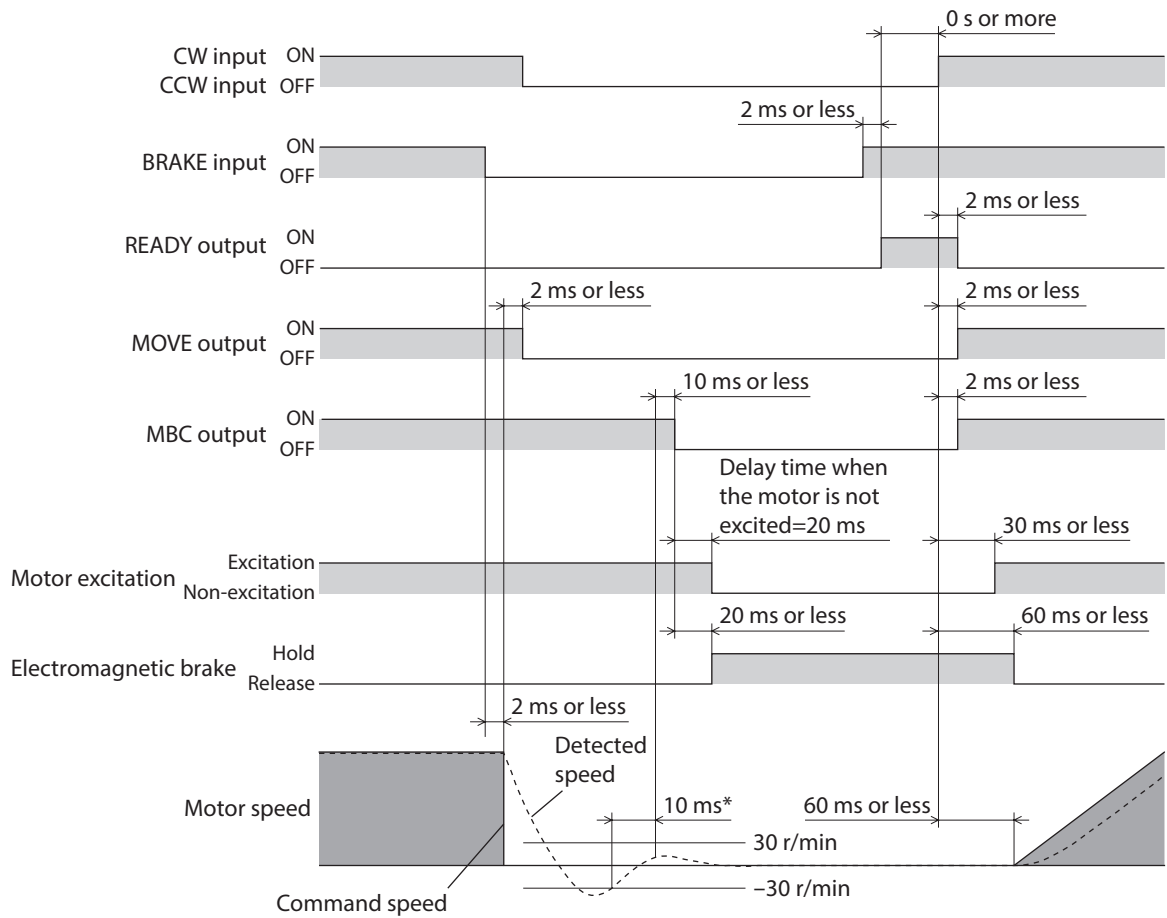 0 s or more
CW input ON
CCW input OFF
2 ms or less
ON
BRAKE input
OFF
2 ms or less
READY output ON
OFF
2 ms or less
2 ms or less
MOVE output ON
OFF
10 ms or less
2 ms or less
MBC output ON
OFF
Delay time when
the motor is not
excited=20 ms
30 ms or less
Motor excitation
Excitation
Non-excitation
20 ms or less
60 ms or less
Electromagnetic brake
Hold
Release
2 ms or less
Detected
speed
Motor speed
10 ms*
60 ms or less
30 r/min
–30 r/min
Command speed